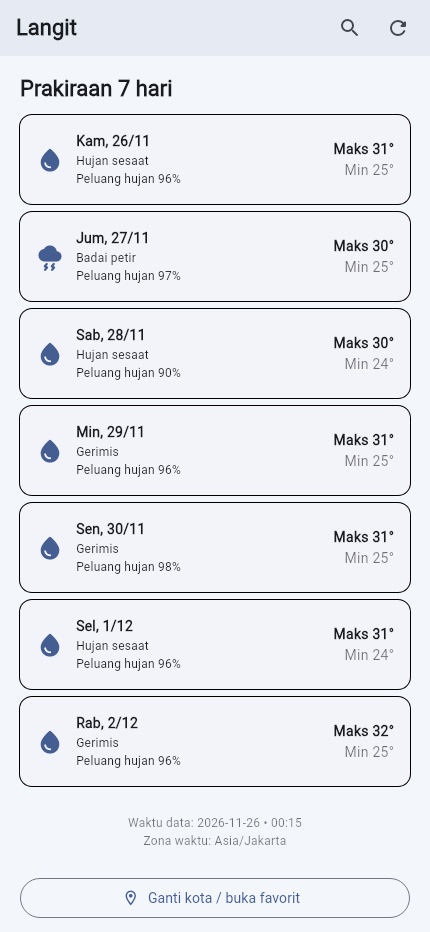 Langit
Prakiraan 7 hari
Kam, 26/11
Hujan sesaat
Peluang hujan 96%
Maks 31°
Min 25°
Jum, 27/11
Badai petir
Peluang hujan 97%
Maks 30°
Min 25°
Sab, 28/11
Hujan sesaat
Peluang hujan 90%
Maks 30°
Min 24°
Min, 29/11
Gerimis
Peluang hujan 96%
Maks 31°
Min 25°
Sen, 30/11
Gerimis
Peluang hujan 98%
Maks 31°
Min 25°
Sel, 1/12
Hujan sesaat
Peluang hujan 96%
Maks 31°
Min 24°
Rab, 2/12
Gerimis
Peluang hujan 96%
Maks 32°
Min 25°
Waktu data: 2026-11-26 • 00:15
Zona waktu: Asia/Jakarta
Ganti kota / buka favorit